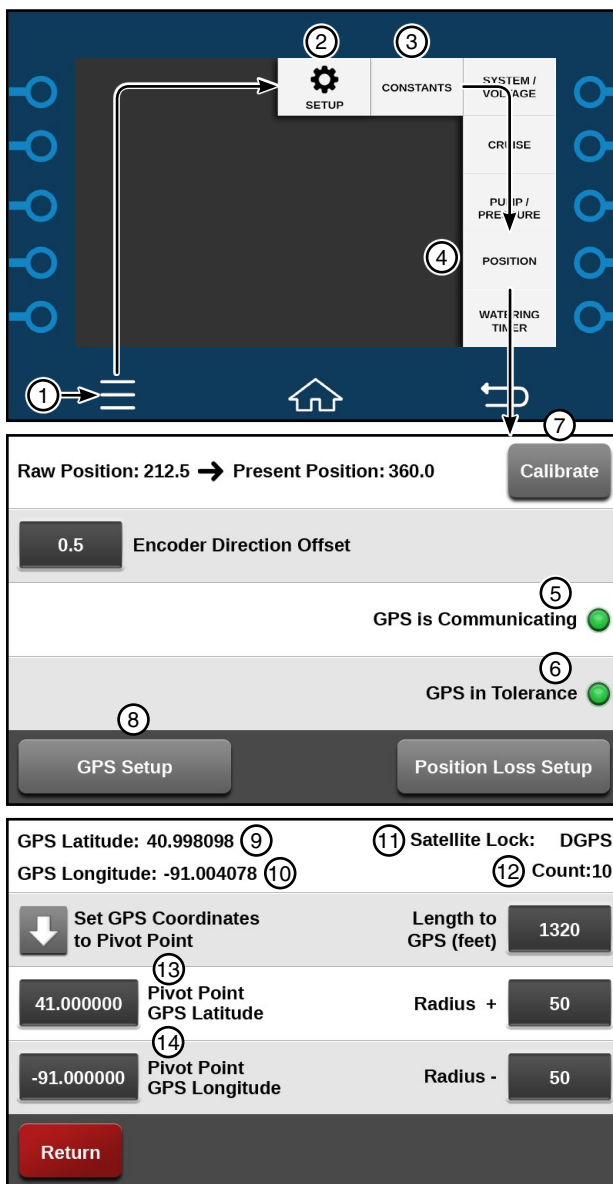 2
3
SETUP
CONSTANTS
SYSTEM /
VOLTAGE
CRUISE
PUMP /
PRESSURE
4
POSITION
WATERING
TIMER
1
7
Raw Position: 212.5 → Present Position: 360.0
Calibrate
0.5
Encoder Direction Offset
5
GPS is Communicating
6
GPS in Tolerance
8
GPS Setup
Position Loss Setup
GPS Latitude: 40.998098 9
11 Satellite Lock: DGPS
GPS Longitude: -91.004078 10
12 Count:10
Set GPS Coordinates
to Pivot Point
Length to
GPS (feet)
1320
13
41.000000
Pivot Point
GPS Latitude
Radius +
50
14
-91.000000
Pivot Point
GPS Longitude
Radius -
50
Return